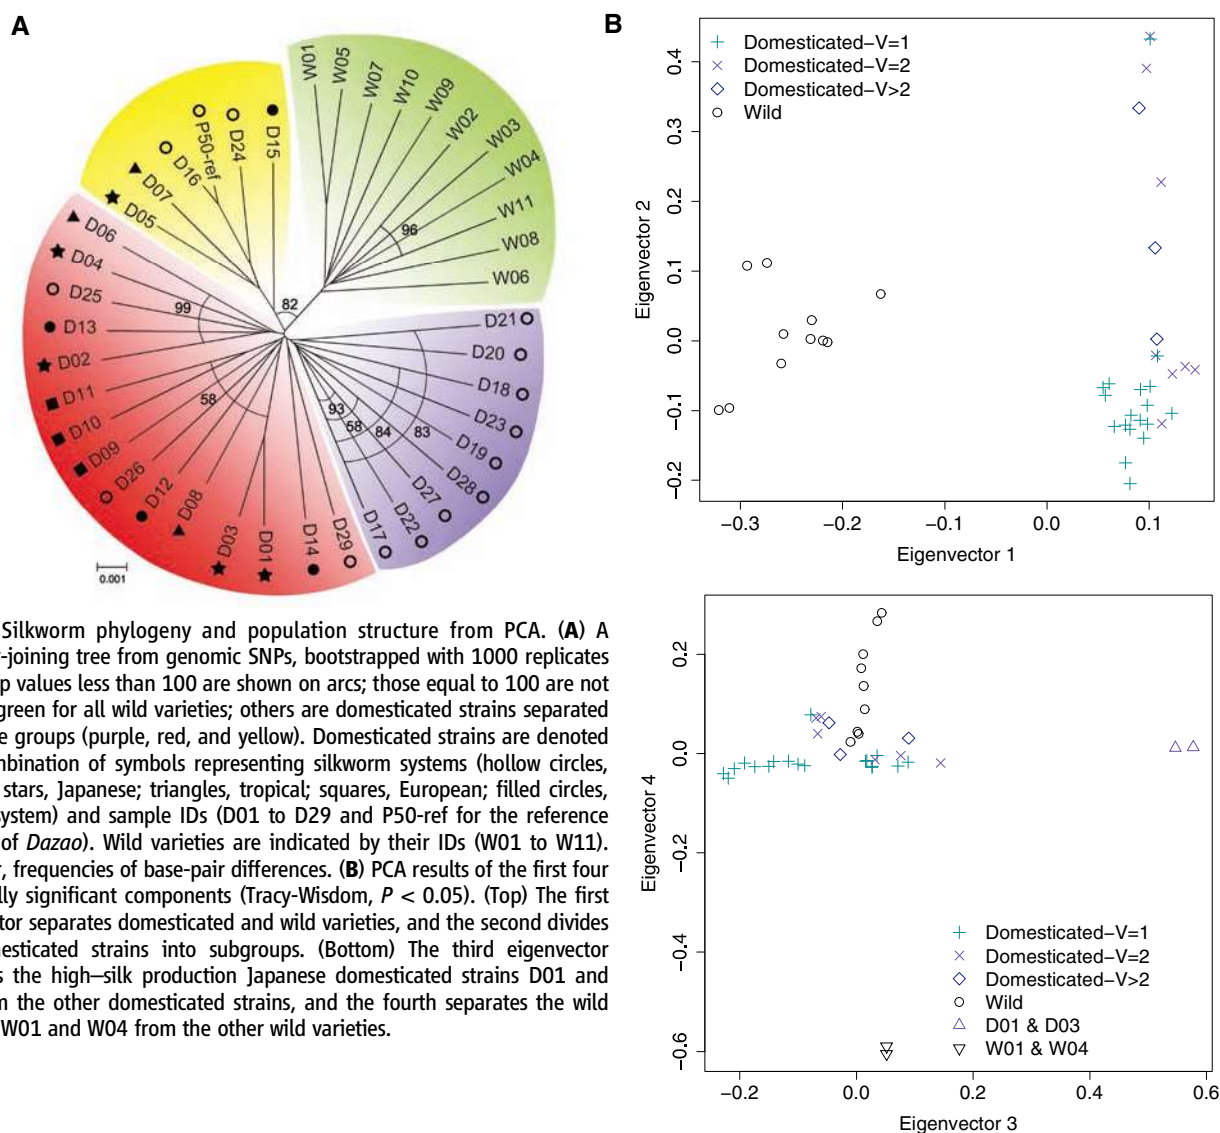 A
W01
W05
W07
W10
W09
W02
W03
W04
W11
W08
W06
96
D15
D24
P50-ref
D16
D07
D05
82
D06
D04
D25
D13
D02
D11
D10
D09
D26
D12
D08
D03
D01
D14
D29
99
58
D21
D20
D18
D23
D19
D28
D27
D22
D17
93
58
84
83
0.001
Silkworm phylogeny and population structure from PCA. (A) A
r-joining tree from genomic SNPs, bootstrapped with 1000 replicates
p values less than 100 are shown on arcs; those equal to 100 are not
green for all wild varieties; others are domesticated strains separated
e groups (purple, red, and yellow). Domesticated strains are denoted
mbination of symbols representing silkworm systems (hollow circles,
stars, Japanese; triangles, tropical; squares, European; filled circles,
system) and sample IDs (D01 to D29 and P50-ref for the reference
of Dazao). Wild varieties are indicated by their IDs (W01 to W11).
r, frequencies of base-pair differences. (B) PCA results of the first four
lly significant components (Tracy-Wisdom, P < 0.05). (Top) The first
tor separates domesticated and wild varieties, and the second divides
mesticated strains into subgroups. (Bottom) The third eigenvector
s the high–silk production Japanese domesticated strains D01 and
m the other domesticated strains, and the fourth separates the wild
W01 and W04 from the other wild varieties.
B
Domesticated−V=1
Domesticated−V=2
Domesticated−V>2
Wild
Eigenvector 2
0.4
0.3
0.2
0.1
0.0
−0.1
−0.2
−0.3 −0.2 −0.1 0.0 0.1
Eigenvector 1
Eigenvector 4
0.2
0.0
−0.2
−0.4
−0.6
Domesticated−V=1
Domesticated−V=2
Domesticated−V>2
Wild
D01 & D03
W01 & W04
−0.2 0.0 0.2 0.4 0.6
Eigenvector 3